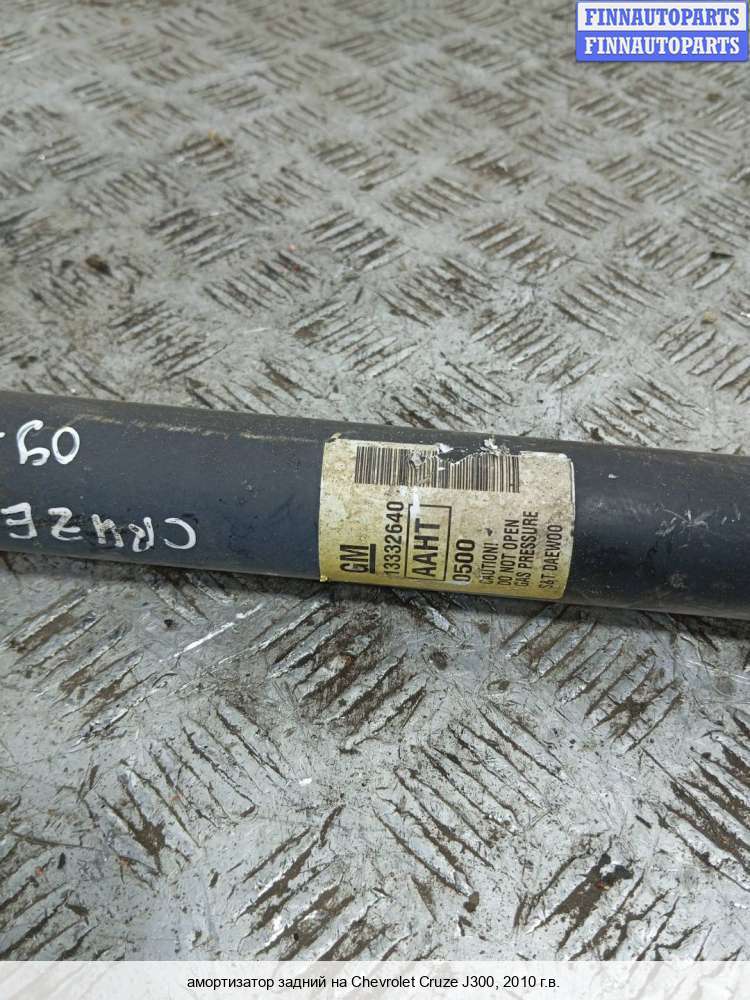 FINNAUTOPARTS
FINNAUTOPARTS
09
CRUZE
GM
13332640
AAHT
0500
CAUTION!
DO NOT OPEN
GAS PRESSURE
S&T DAEWOO
амортизатор задний на Chevrolet Cruze J300, 2010 г.в.